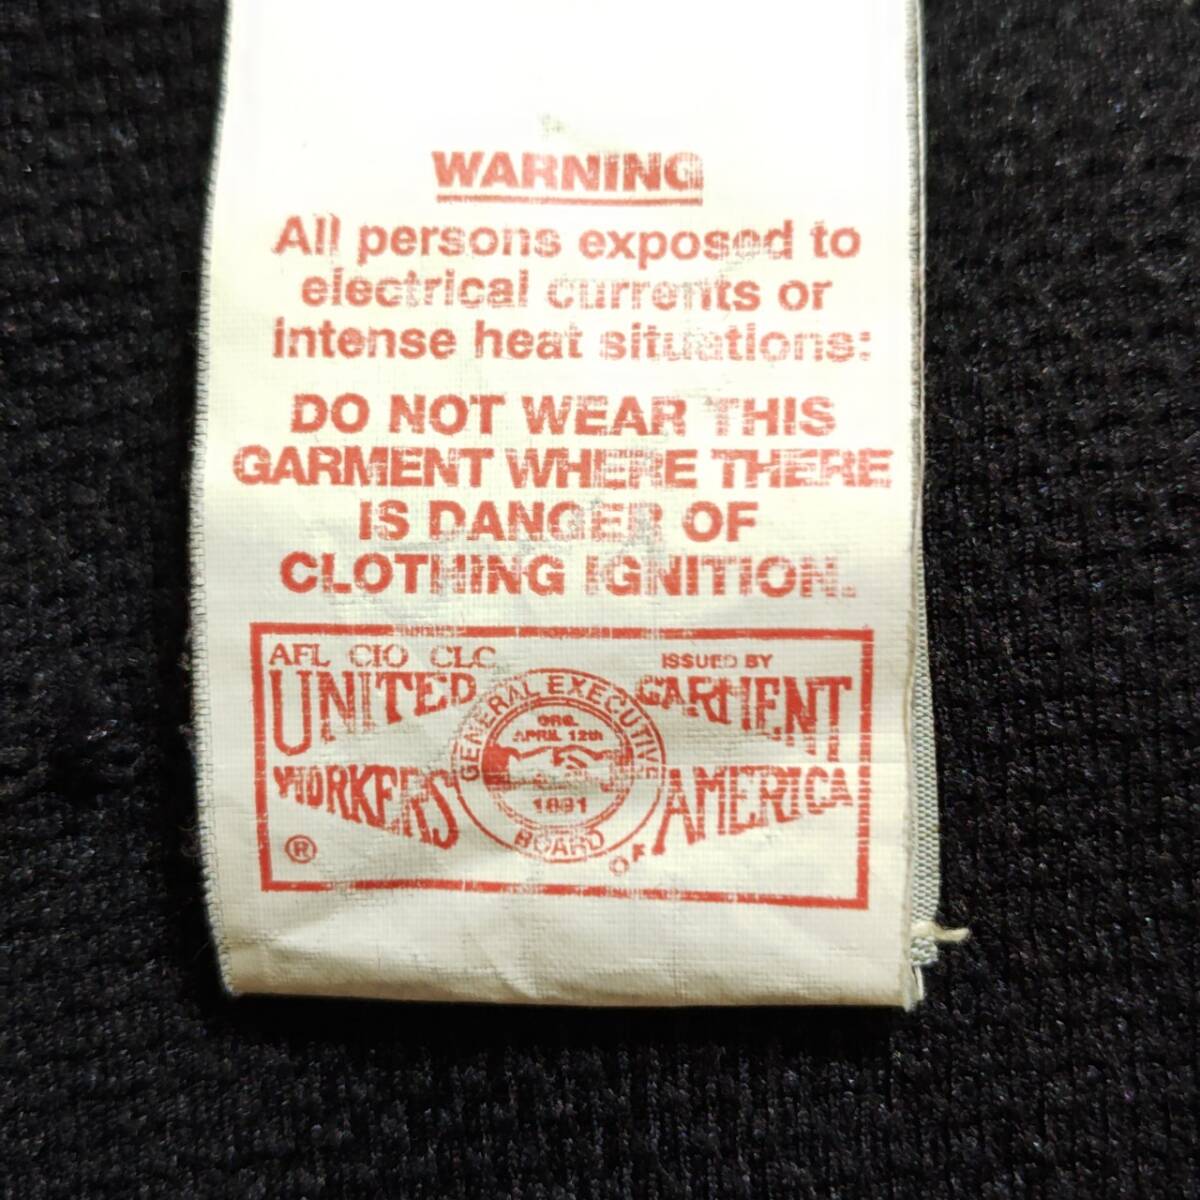 WARNING
All persons exposed to
electrical currents or
intense heat situations:
DO NOT WEAR THIS
GARMENT WHERE THERE
IS DANGER OF
CLOTHING IGNITION.
AFL CIO CLC
ISSUED BY
UNITED
GARMENT
WORKERS
OF AMERICA
GENERAL EXECUTIVE
BOARD
ORG.
APRIL 12th
1891
®